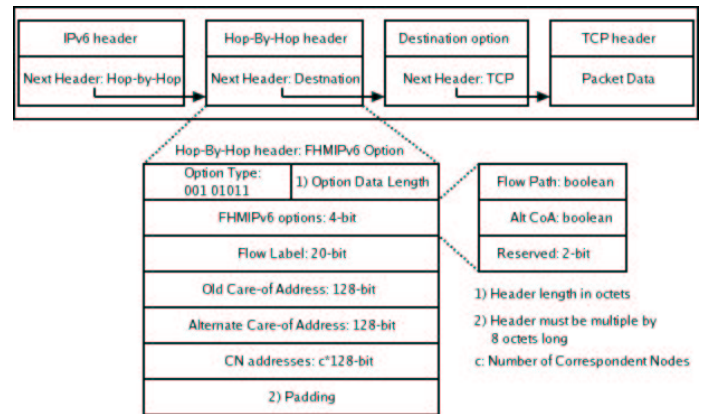 IPv6 header
Next Header: Hop-by-Hop
Hop-By-Hop header
Next Header: Destnation
Destination option
Next Header: TCP
TCP header
Packet Data
Hop-By-Hop header: FHMIPv6 Option
Option Type:
001 01011
1) Option Data Length
FHMIPv6 options: 4-bit
Flow Label: 20-bit
Old Care-of Address: 128-bit
Alternate Care-of Address: 128-bit
CN addresses: c*128-bit
2) Padding
Flow Path: boolean
Alt CoA: boolean
Reserved: 2-bit
1) Header length in octets
2) Header must be multiple by
8 octets long
c: Number of Correspondent Nodes